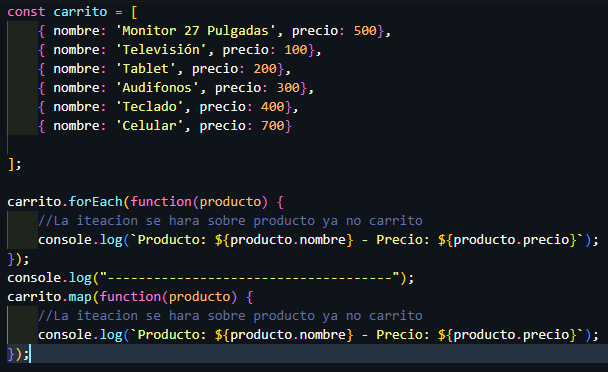 const carrito = [
{ nombre: 'Monitor 27 Pulgadas', precio: 500},
{ nombre: 'Televisión', precio: 100},
{ nombre: 'Tablet', precio: 200},
{ nombre: 'Audifonos', precio: 300},
{ nombre: 'Teclado', precio: 400},
{ nombre: 'Celular', precio: 700}
];
carrito.forEach(function(producto) {
//La iteacion se hara sobre producto ya no carrito
console.log(`Producto: ${producto.nombre} - Precio: ${producto.precio}`);
});
console.log("-------------------------------------");
carrito.map(function(producto) {
//La iteacion se hara sobre producto ya no carrito
console.log(`Producto: ${producto.nombre} - Precio: ${producto.precio}`);
});